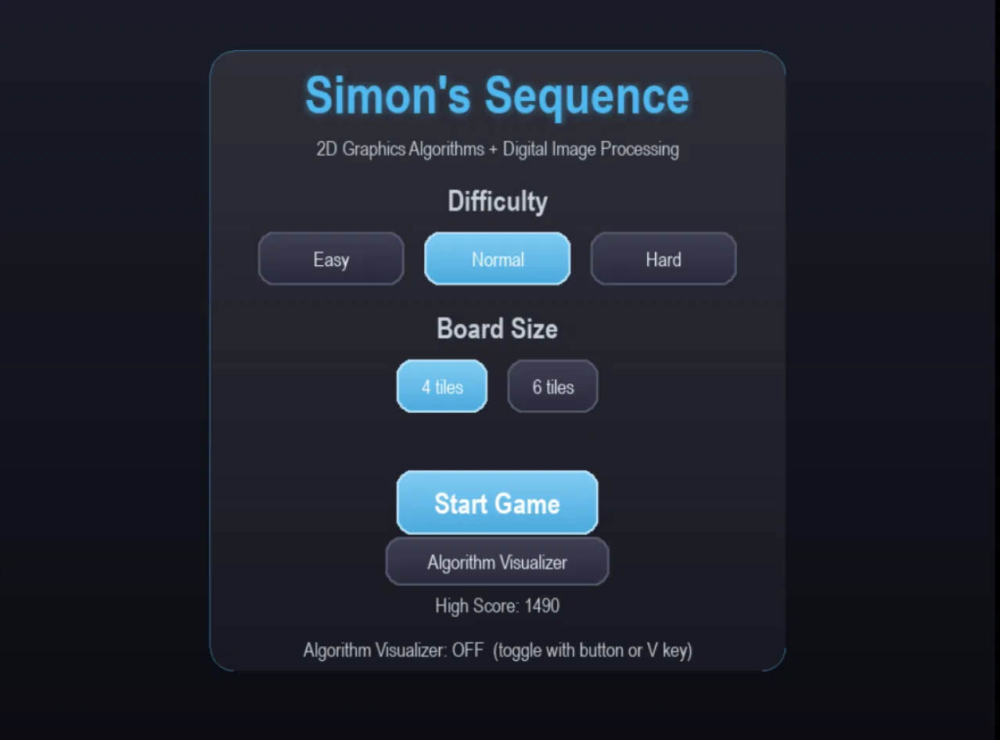 Simon's Sequence
2D Graphics Algorithms + Digital Image Processing
Difficulty
Easy Normal Hard
Board Size
4 tiles 6 tiles
Start Game
Algorithm Visualizer
High Score: 1490
Algorithm Visualizer: OFF (toggle with button or V key)